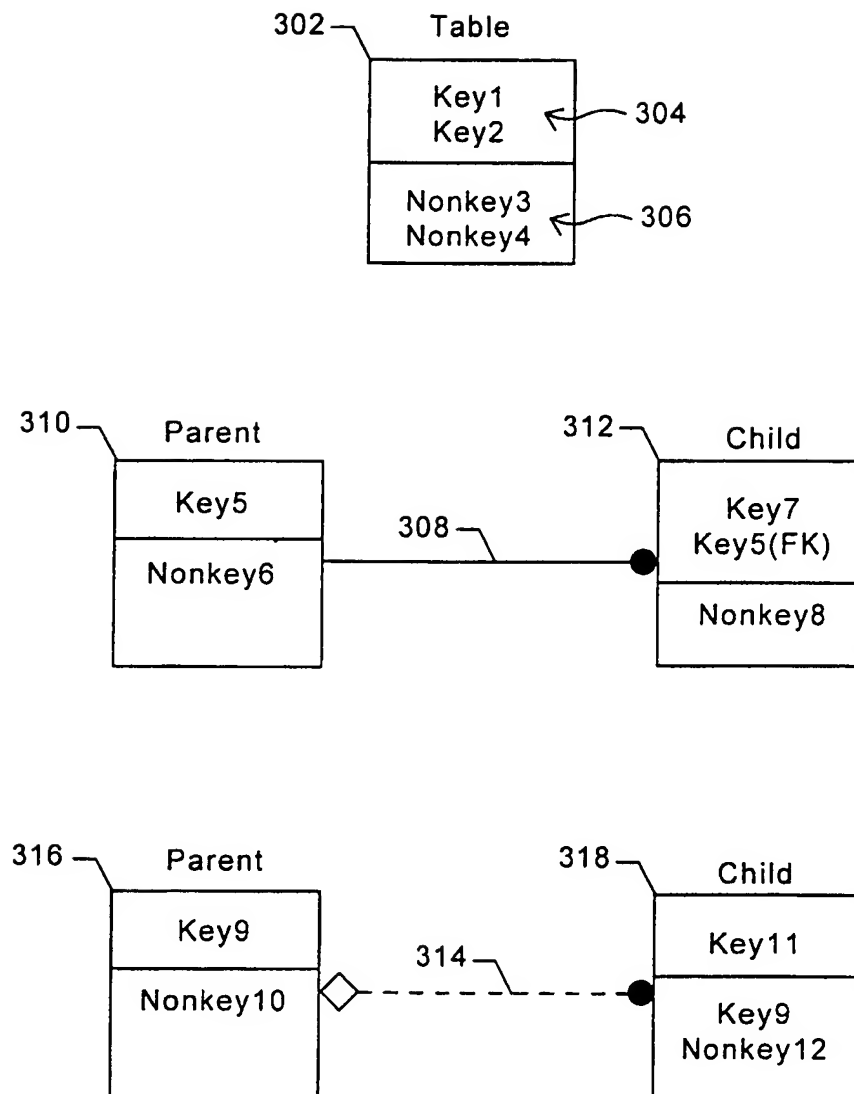 302
Table
Key1
Key2
304
Nonkey3
Nonkey4
306
310
Parent
312
Child
Key5
308
Key7
Key5(FK)
Nonkey6
Nonkey8
316
Parent
318
Child
Key9
314
Key11
Nonkey10
Key9
Nonkey12